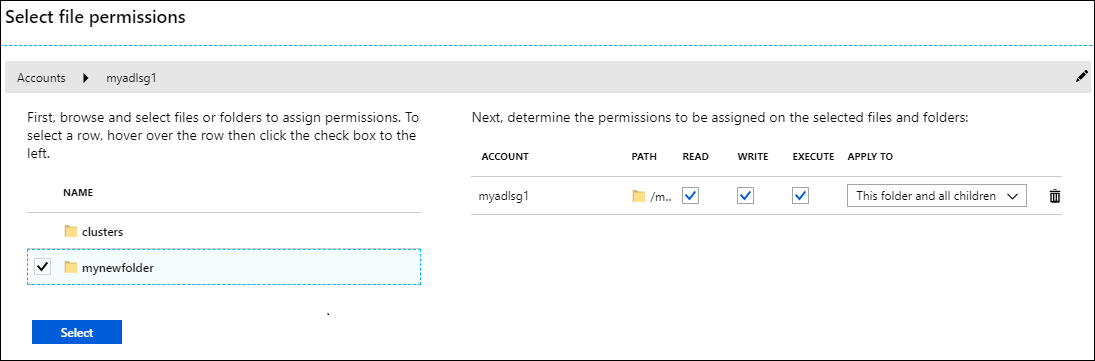 Select file permissions
Accounts
myadlsg1
First, browse and select files or folders to assign permissions. To
select a row, hover over the row then click the check box to the
left.
NAME
clusters
mynewfolder
Select
Next, determine the permissions to be assigned on the selected files and folders:
ACCOUNT PATH READ WRITE EXECUTE APPLY TO
myadlsg1 /m.. This folder and all children